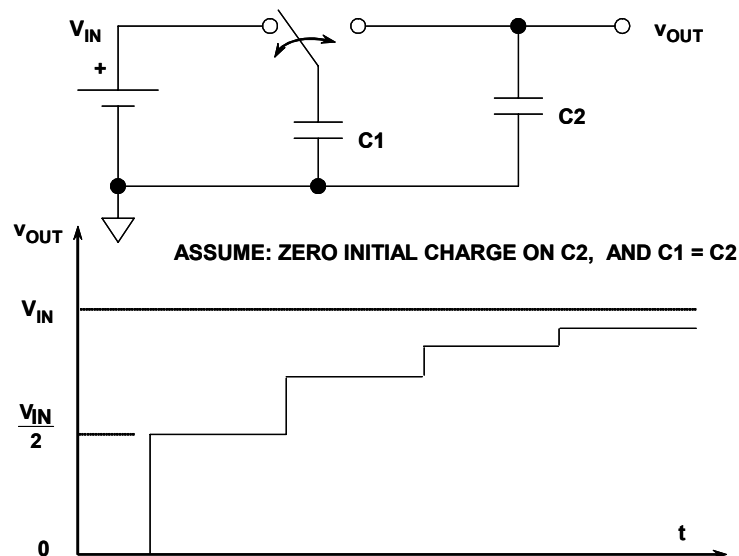 VIN
vOUT
+
C2
C1
vOUT
ASSUME: ZERO INITIAL CHARGE ON C2, AND C1 = C2
VIN
VIN
2
t
0